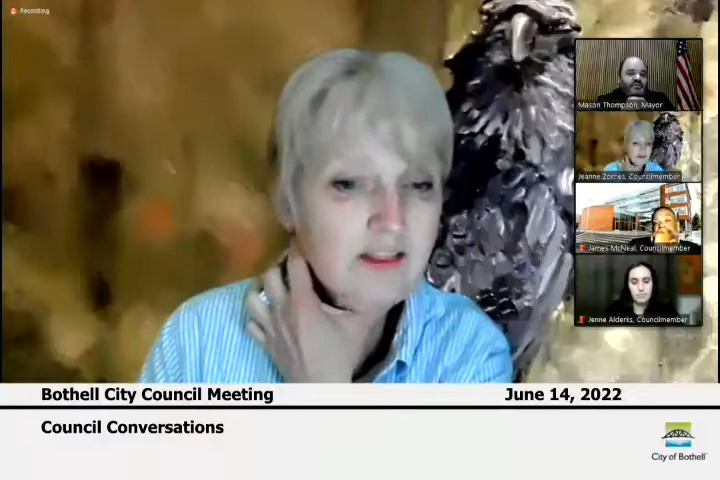 Recording
Mason Thompson, Mayor
Jeanne Zornes, Councilmember
James McNeal, Councilmember
Jenne Alderks, Councilmember
Bothell City Council Meeting
June 14, 2022
Council Conversations
City of Bothell